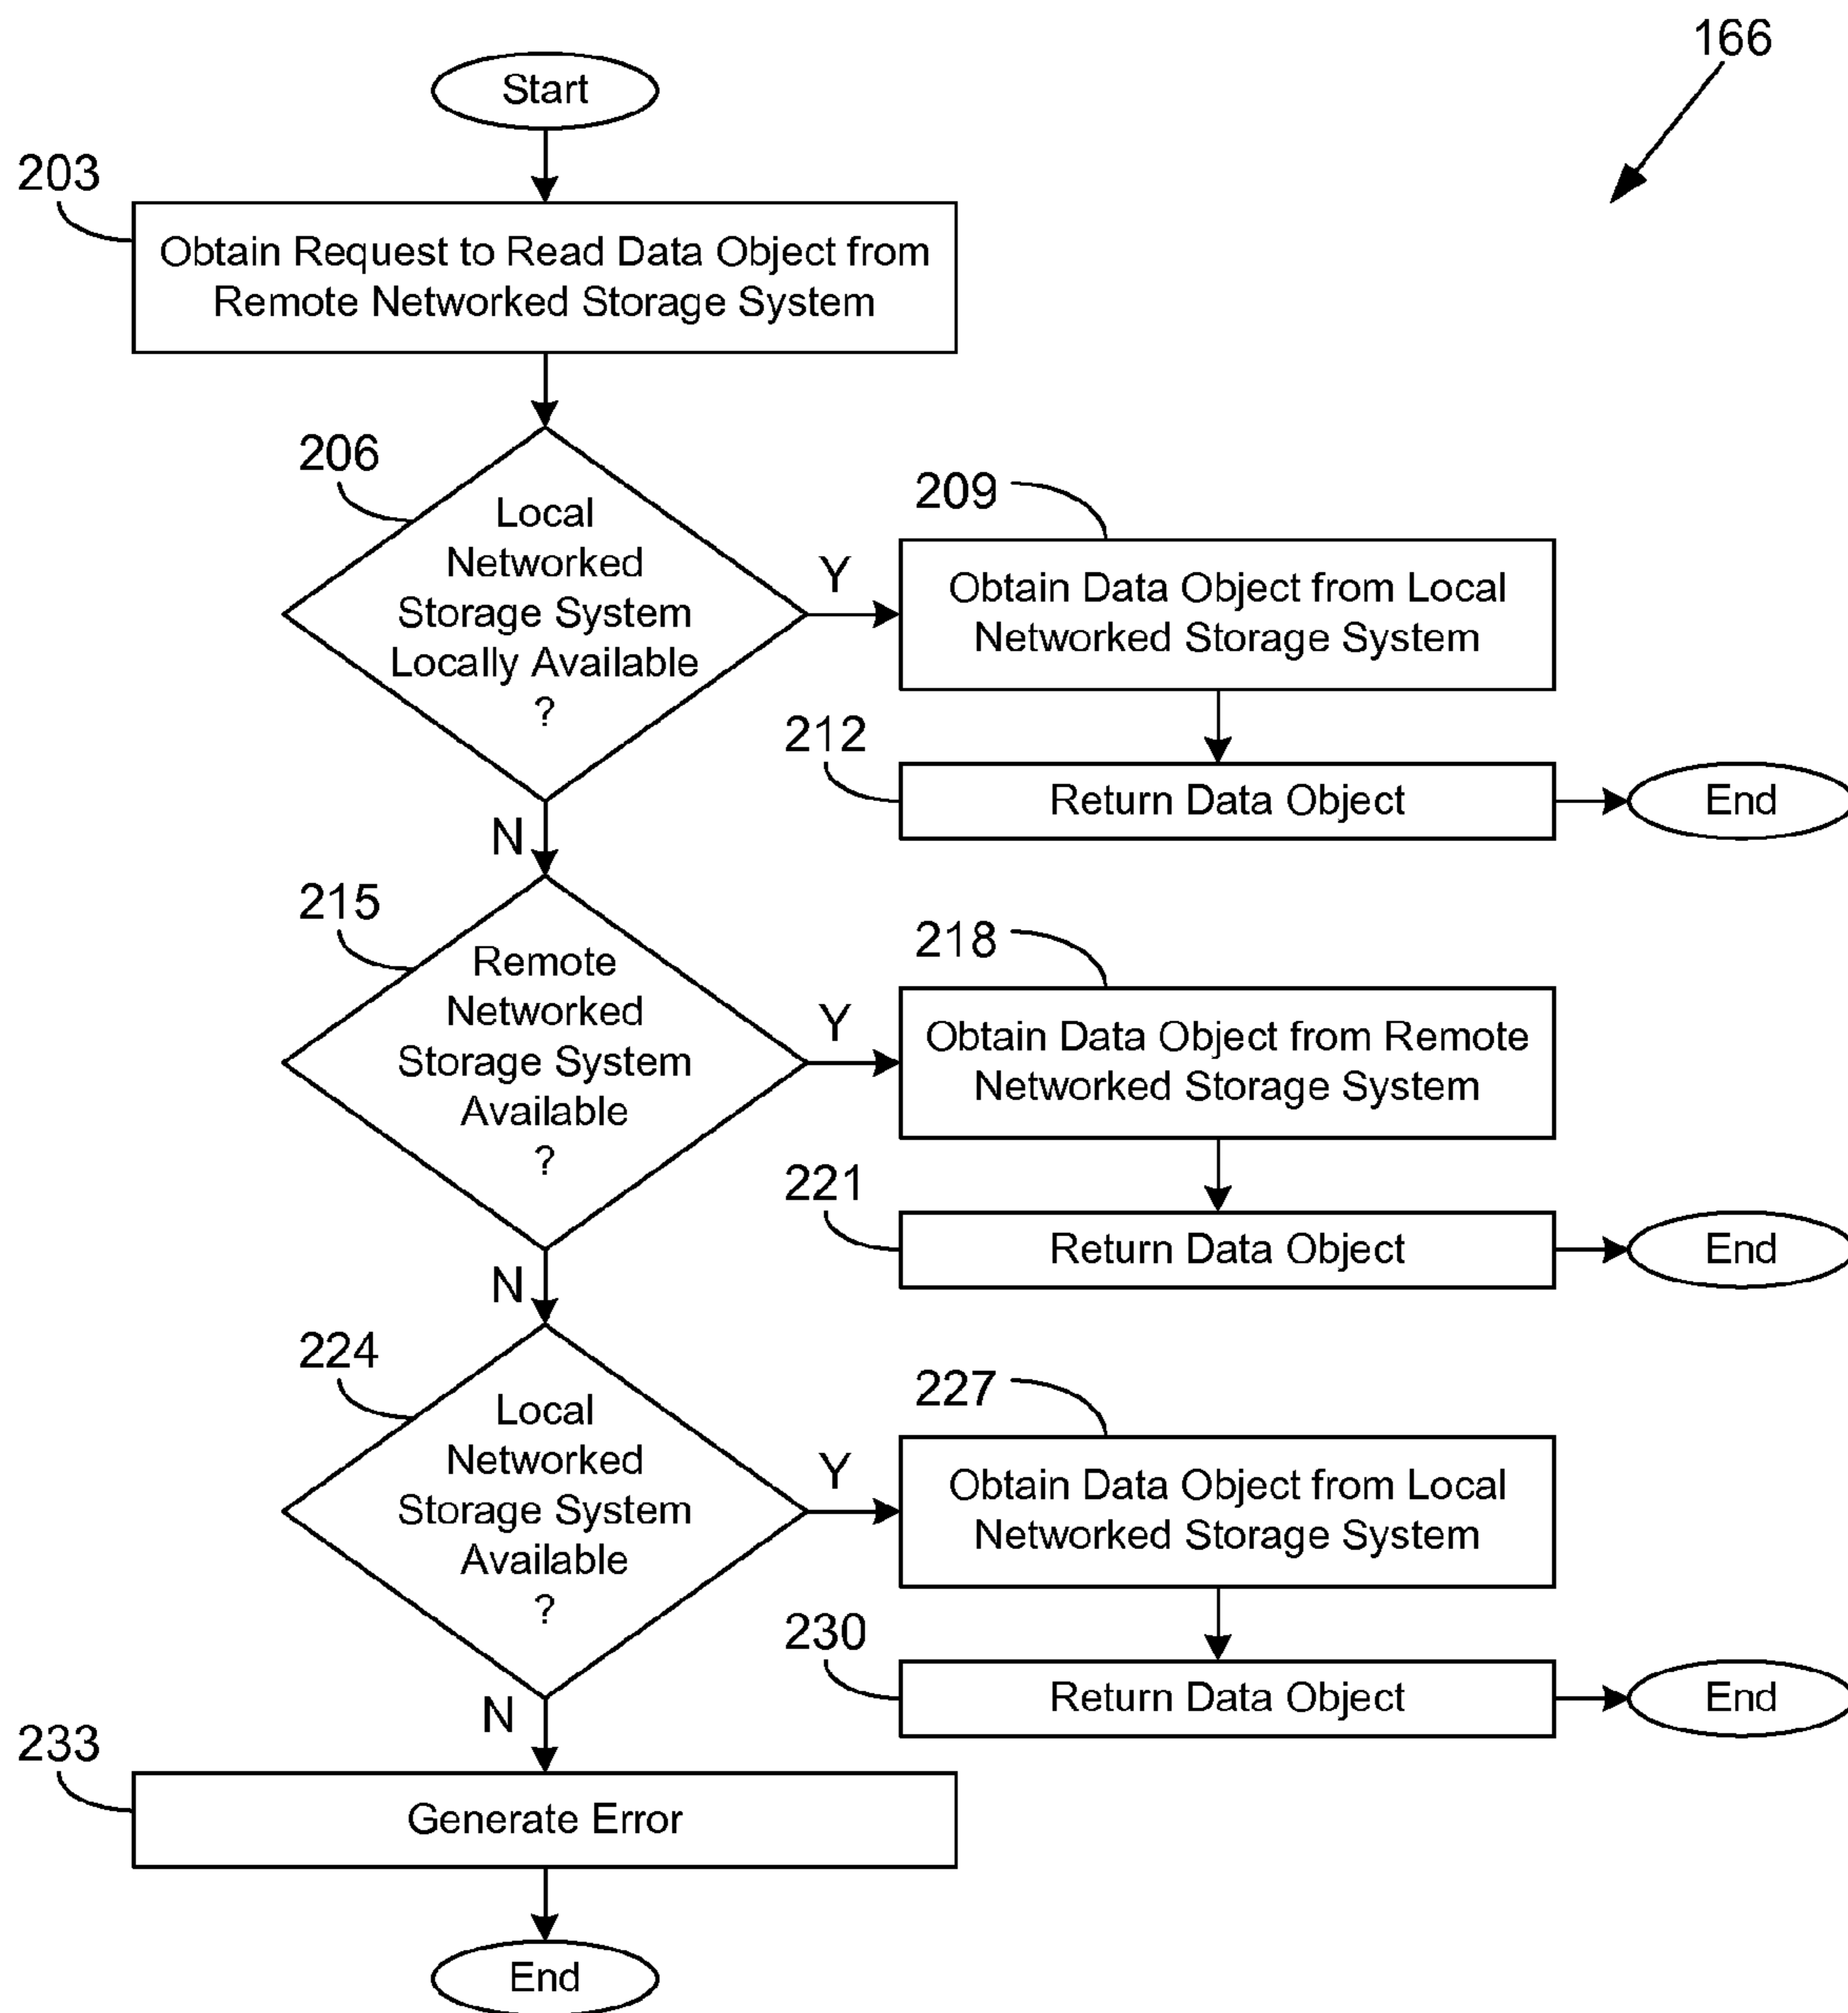 166
Start
203
Obtain Request to Read Data Object from
Remote Networked Storage System
206
Local
Networked
Storage System
Locally Available
?
Y
209
Obtain Data Object from Local
Networked Storage System
212
Return Data Object
End
N
215
Remote
Networked
Storage System
Available
?
Y
218
Obtain Data Object from Remote
Networked Storage System
221
Return Data Object
End
N
224
Local
Networked
Storage System
Available
?
Y
227
Obtain Data Object from Local
Networked Storage System
230
Return Data Object
End
N
233
Generate Error
End